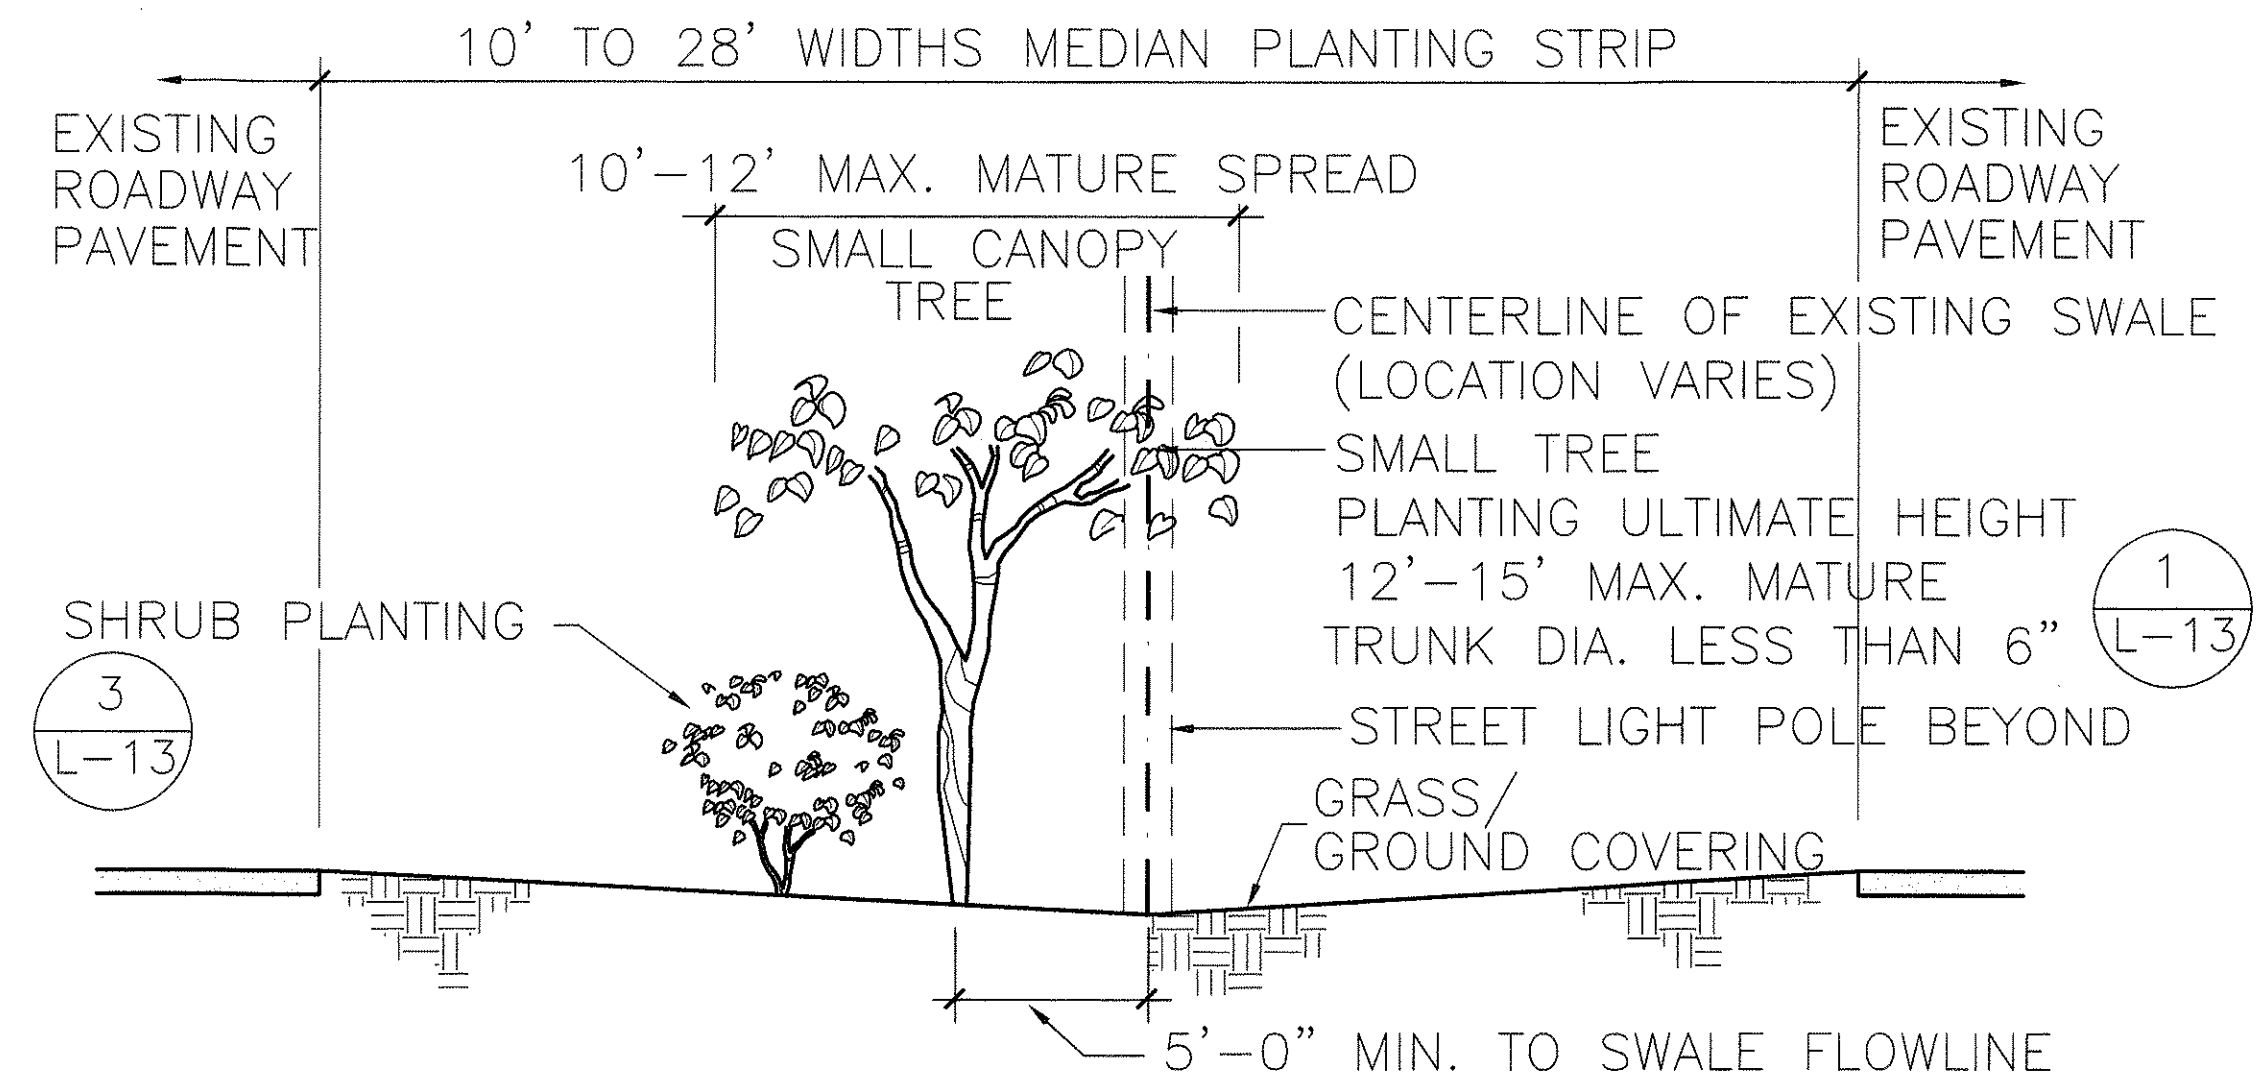 10' TO 28' WIDTHS MEDIAN PLANTING STRIP
EXISTING
ROADWAY
PAVEMENT
EXISTING
ROADWAY
PAVEMENT
10'-12' MAX. MATURE SPREAD
SMALL CANOPY
TREE
CENTERLINE OF EXISTING SWALE
(LOCATION VARIES)
SMALL TREE
PLANTING ULTIMATE HEIGHT
12'-15' MAX. MATURE
TRUNK DIA. LESS THAN 6"
1
L-13
SHRUB PLANTING
3
L-13
STREET LIGHT POLE BEYOND
GRASS/
GROUND COVERING
5'-0" MIN. TO SWALE FLOWLINE